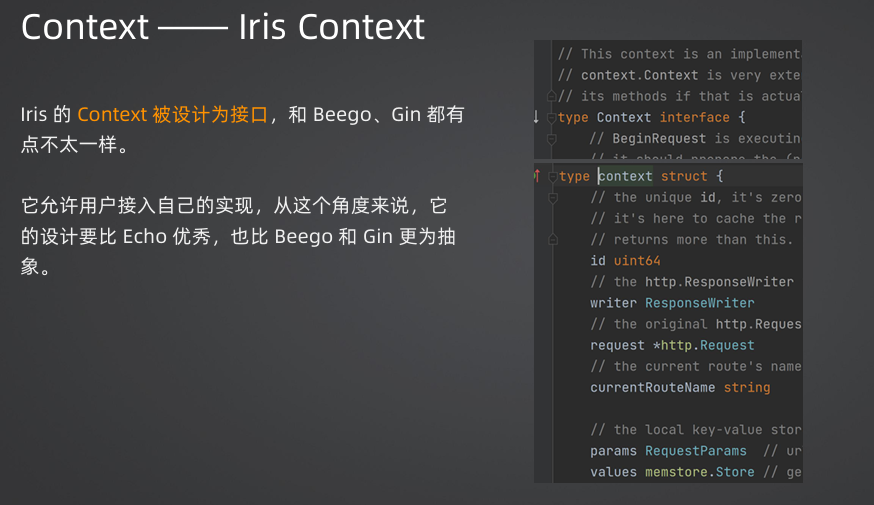 Context —— Iris Context
Iris 的 Context 被设计为接口，和 Beego、Gin 都有
点不太一样。
它允许用户接入自己的实现，从这个角度来说，它
的设计要比 Echo 优秀，也比 Beego 和 Gin 更为抽
象。
// This context is an implement
// context.Context is very exte
// its methods if that is actua
type Context interface {
// BeginRequest is executin
type context struct {
// the unique id, it's zero
// it's here to cache the r
// returns more than this.
id uint64
// the http.ResponseWriter
writer ResponseWriter
// the original http.Reques
request *http.Request
// the current route's name
currentRouteName string
// the local key-value stor
params RequestParams // ur
values memstore.Store // ge